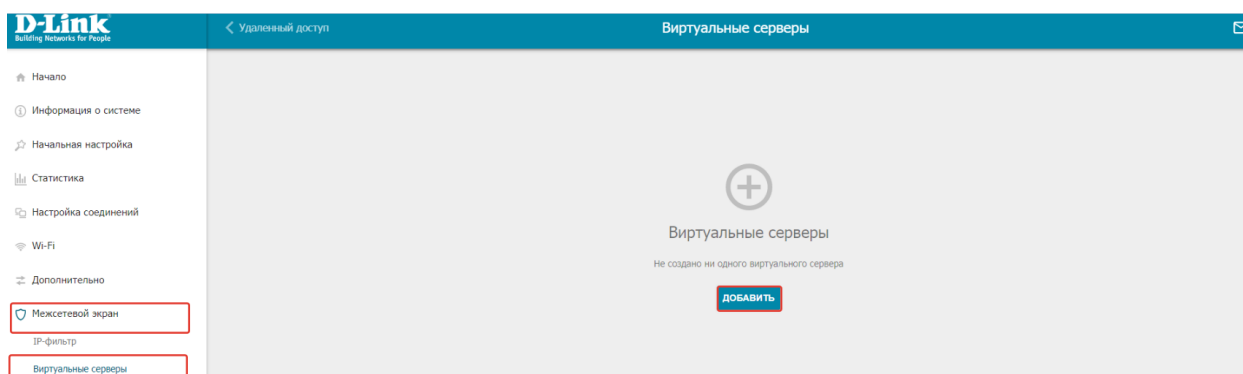 D-Link
Building Networks for People
Удаленный доступ
Виртуальные серверы
Начало
Информация о системе
Начальная настройка
Статистика
Настройка соединений
Wi-Fi
Дополнительно
Межсетевой экран
IP-фильтр
Виртуальные серверы
Виртуальные серверы
Не создано ни одного виртуального сервера
ДОБАВИТЬ